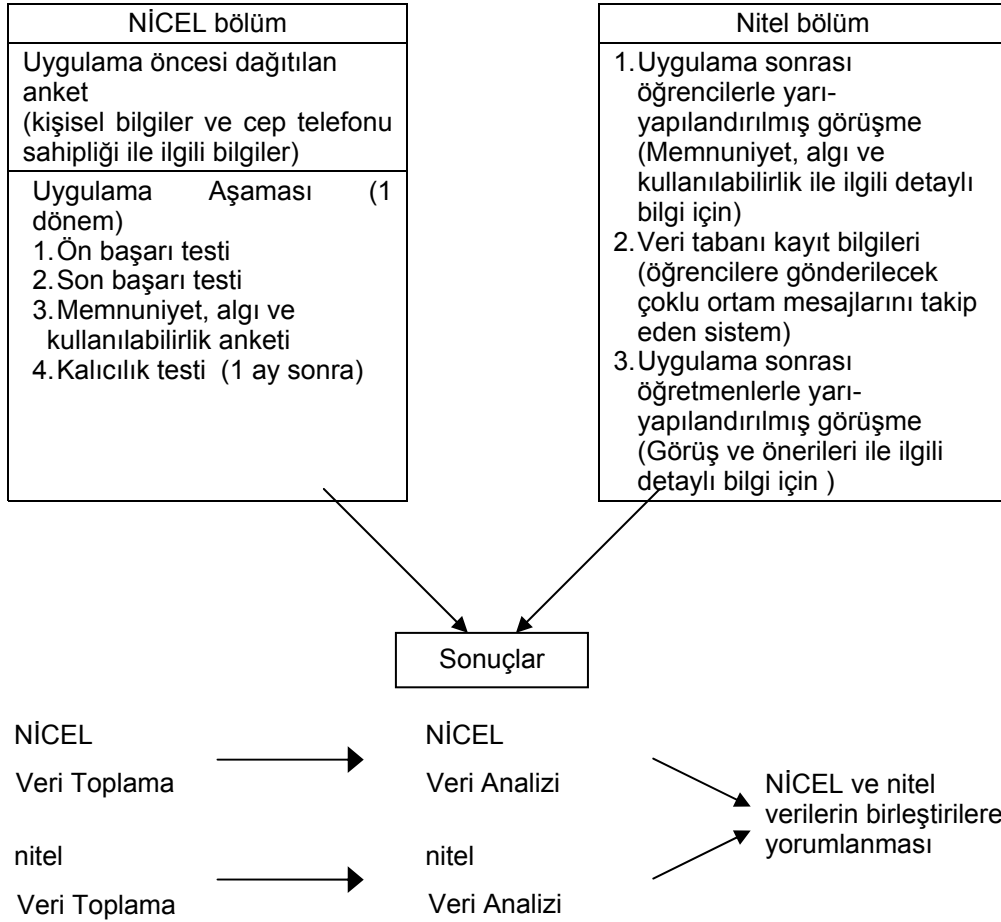 NİCEL bölüm
Uygulama öncesi dağıtılan
anket
(kişisel bilgiler ve cep telefonu
sahipliği ile ilgili bilgiler)
Uygulama Aşaması (1
dönem)
1.Ön başarı testi
2.Son başarı testi
3.Memnuniyet, algı ve
kullanılabilirlik anketi
4.Kalıcılık testi (1 ay sonra)
Nitel bölüm
1.Uygulama sonrası
öğrencilerle yarı-
yapılandırılmış görüşme
(Memnuniyet, algı ve
kullanılabilirlik ile ilgili detaylı
bilgi için)
2.Veri tabanı kayıt bilgileri
(öğrencilere gönderilecek
çoklu ortam mesajlarını takip
eden sistem)
3.Uygulama sonrası
öğretmenlerle yarı-
yapılandırılmış görüşme
(Görüş ve önerileri ile ilgili
detaylı bilgi için )
Sonuçlar
NİCEL
Veri Toplama
NİCEL
Veri Analizi
nitel
Veri Toplama
nitel
Veri Analizi
NİCEL ve nitel
verilerin birleştirilere
yorumlanması